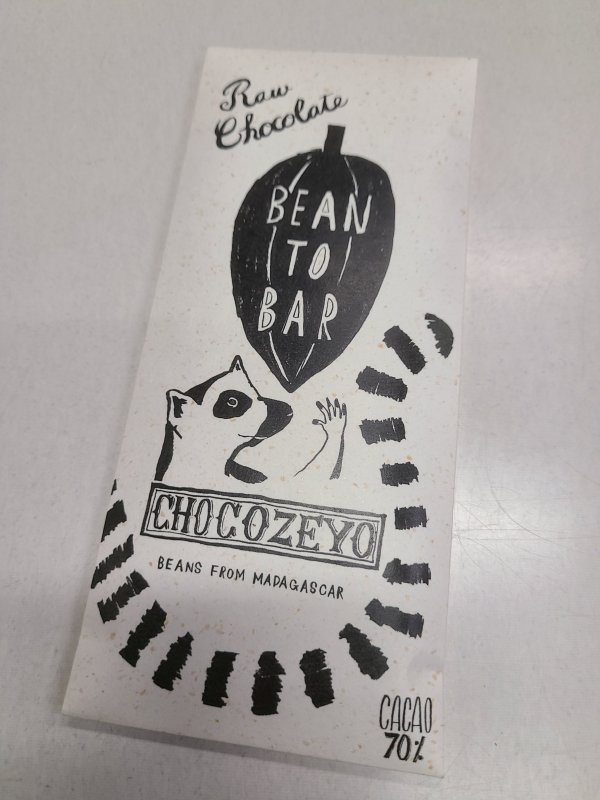 Raw
Chocolate
BEAN
TO
BAR
CHOCOZEYO
BEANS FROM MADAGASCAR
CACAO
70%